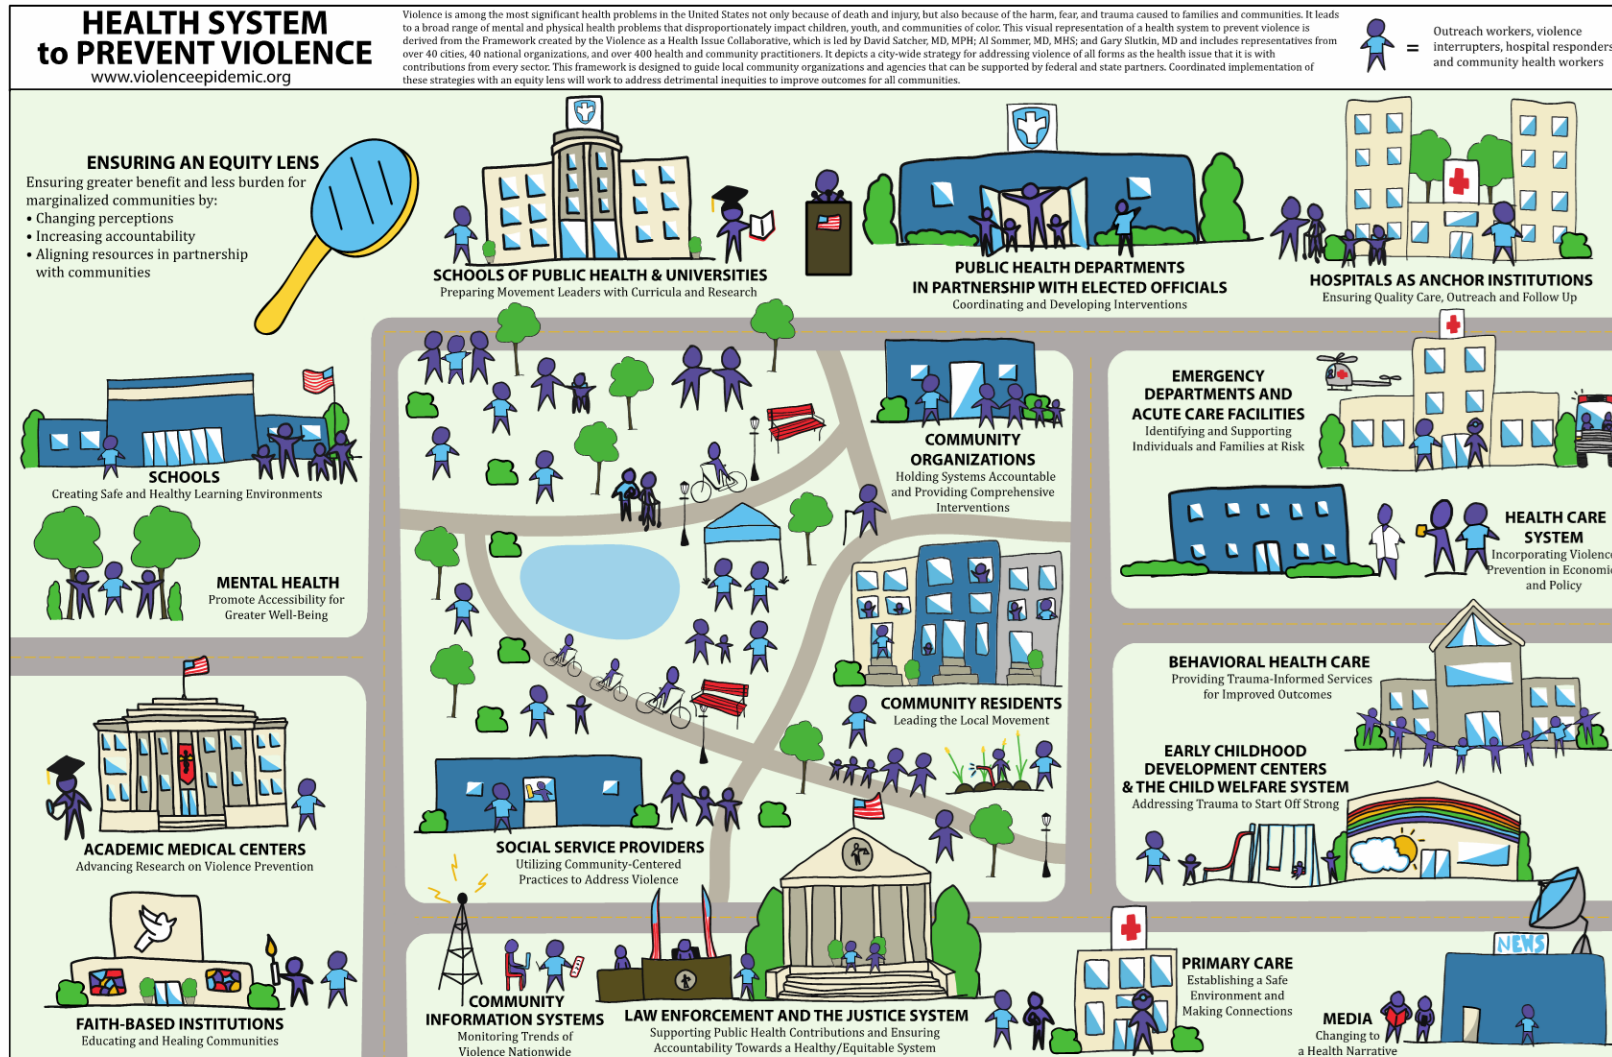 HEALTH SYSTEM
to PREVENT VIOLENCE
www.violenceepidemic.org
Violence is among the most significant health problems in the United States not only because of death and injury, but also because of the harm, fear, and trauma caused to families and communities. It leads
to a broad range of mental and physical health problems that disproportionately impact children, youth, and communities of color. This visual representation of a health system to prevent violence is
derived from the Framework created by the Violence as a Health Issue Collaborative, which is led by David Satcher, MD, MPH; Al Sommer, MD, MHS; and Gary Slutkin, MD and includes representatives from
over 40 cities, 40 national organizations, and over 400 health and community practitioners. It depicts a city-wide strategy for addressing violence of all forms as the health issue that it is with
contributions from every sector. This framework is designed to guide local community organizations and agencies that can be supported by federal and state partners. Coordinated implementation of
these strategies with an equity lens will work to address detrimental inequities to improve outcomes for all communities.
=
Outreach workers, violence
interrupters, hospital responders
and community health workers
ENSURING AN EQUITY LENS
Ensuring greater benefit and less burden for
marginalized communities by:
• Changing perceptions
• Increasing accountability
• Aligning resources in partnership
with communities
SCHOOLS OF PUBLIC HEALTH & UNIVERSITIES
Preparing Movement Leaders with Curricula and Research
PUBLIC HEALTH DEPARTMENTS
IN PARTNERSHIP WITH ELECTED OFFICIALS
Coordinating and Developing Interventions
HOSPITALS AS ANCHOR INSTITUTIONS
Ensuring Quality Care, Outreach and Follow Up
SCHOOLS
Creating Safe and Healthy Learning Environments
COMMUNITY
ORGANIZATIONS
Holding Systems Accountable
and Providing Comprehensive
Interventions
EMERGENCY
DEPARTMENTS AND
ACUTE CARE FACILITIES
Identifying and Supporting
Individuals and Families at Risk
HEALTH CARE
SYSTEM
Incorporating Violence
Prevention in Economic
and Policy
MENTAL HEALTH
Promote Accessibility for
Greater Well-Being
COMMUNITY RESIDENTS
Leading the Local Movement
BEHAVIORAL HEALTH CARE
Providing Trauma-Informed Services
for Improved Outcomes
EARLY CHILDHOOD
DEVELOPMENT CENTERS
& THE CHILD WELFARE SYSTEM
Addressing Trauma to Start Off Strong
ACADEMIC MEDICAL CENTERS
Advancing Research on Violence Prevention
SOCIAL SERVICE PROVIDERS
Utilizing Community-Centered
Practices to Address Violence
FAITH-BASED INSTITUTIONS
Educating and Healing Communities
COMMUNITY
INFORMATION SYSTEMS
Monitoring Trends of
Violence Nationwide
LAW ENFORCEMENT AND THE JUSTICE SYSTEM
Supporting Public Health Contributions and Ensuring
Accountability Towards a Healthy/Equitable System
PRIMARY CARE
Establishing a Safe
Environment and
Making Connections
NEWS
MEDIA
Changing to
a Health Narrative